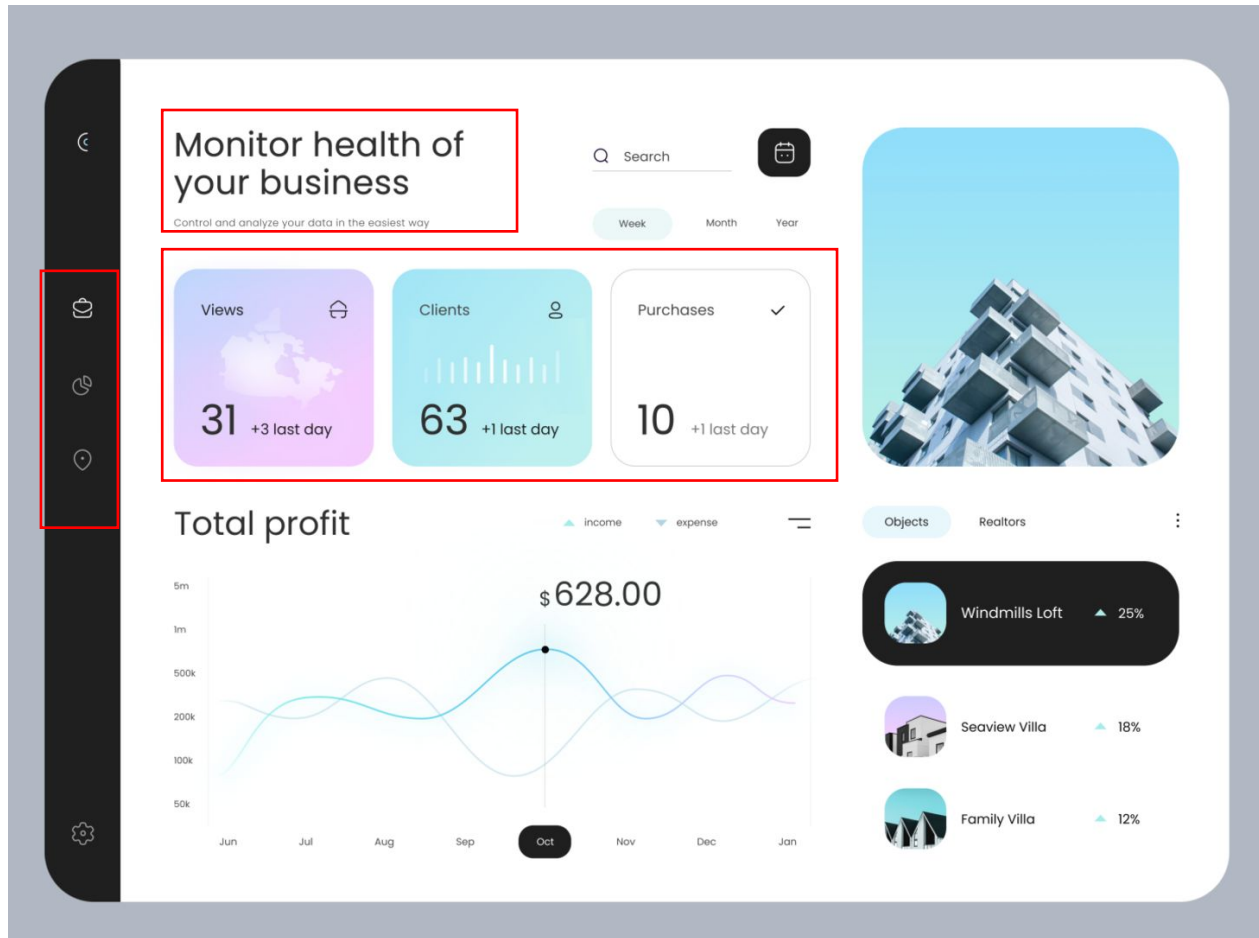 Monitor health of
your business
Control and analyze your data in the easiest way
Search
Week Month Year
Views
31 +3 last day
Clients
63 +1 last day
Purchases
10 +1 last day
Total profit
income expense
$628.00
5m
1m
500k
200k
100k
50k
Jun Jul Aug Sep Oct Nov Dec Jan
Objects Realtors
Windmills Loft 25%
Seaview Villa 18%
Family Villa 12%